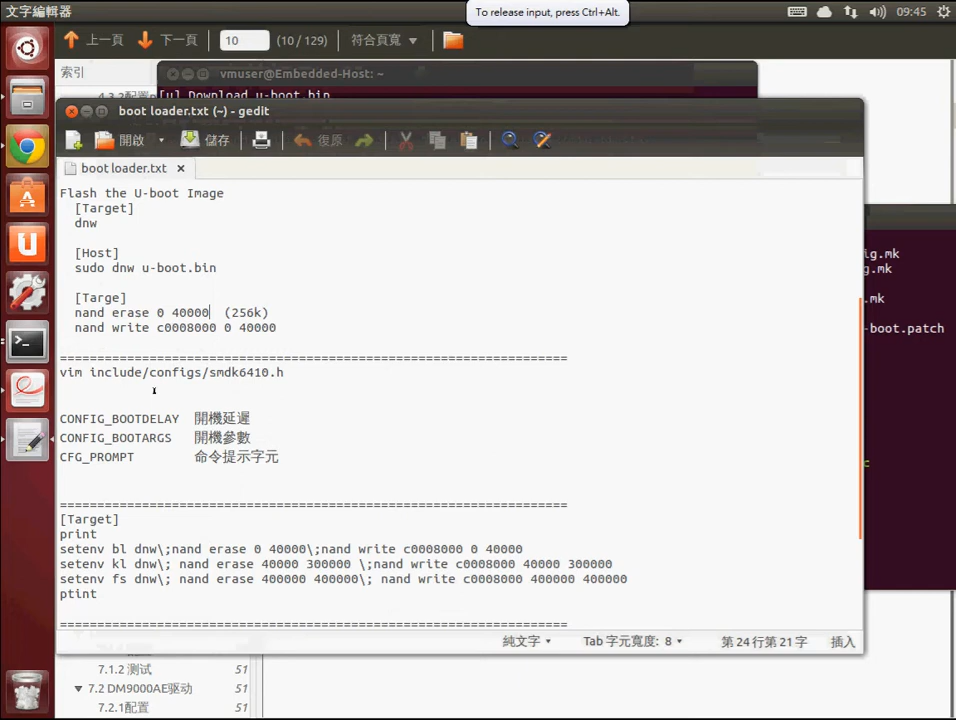 文字編輯器
To release input, press Ctrl+Alt.
09:45
上一頁 下一頁 10 (10 / 129) 符合頁寬
索引
vmuser@Embedded-Host: ~
[u] Download u-boot.bin
boot loader.txt (~) - gedit
開啟 儲存 復原
boot loader.txt
Flash the U-boot Image
[Target]
dnw
[Host]
sudo dnw u-boot.bin
[Targe]
nand erase 0 40000 (256k)
nand write c0008000 0 40000
====================================================================
vim include/configs/smdk6410.h
CONFIG_BOOTDELAY 開機延遲
CONFIG_BOOTARGS 開機參數
CFG_PROMPT 命令提示字元
====================================================================
[Target]
print
setenv bl dnw\;nand erase 0 40000\;nand write c0008000 0 40000
setenv kl dnw\; nand erase 40000 300000 \;nand write c0008000 40000 300000
setenv fs dnw\; nand erase 400000 400000\; nand write c0008000 400000 400000
ptint
====================================================================
純文字 Tab 字元寬度: 8 第 24 行第 21 字 插入
ig.mk
g.mk
.mk
-boot.patch
c
7.1.2 测试 51
7.2 DM9000AE驱动 51
7.2.1配置 51